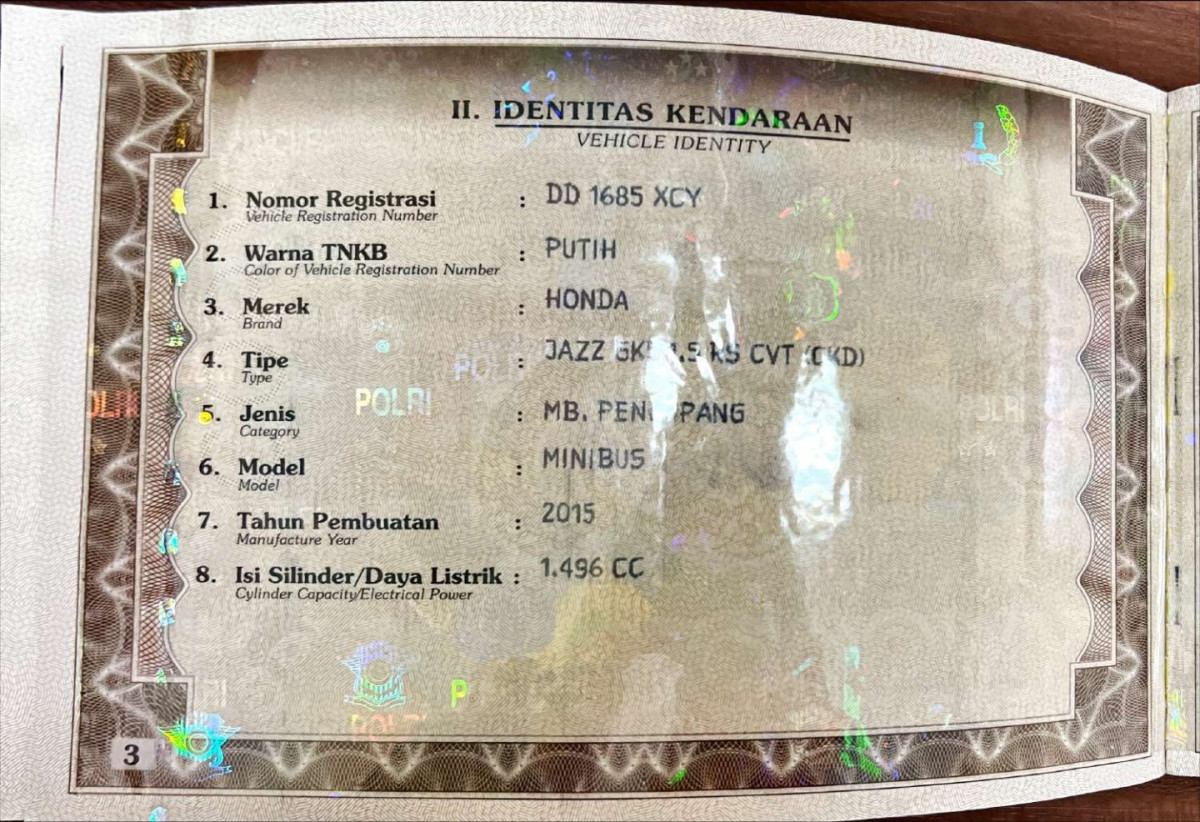 II. IDENTITAS KENDARAAN
VEHICLE IDENTITY
1. Nomor Registrasi : DD 1685 XCY
Vehicle Registration Number
2. Warna TNKB : PUTIH
Color of Vehicle Registration Number
3. Merek : HONDA
Brand
4. Tipe : JAZZ 1.5 RS CVT (CKD)
Type
5. Jenis : MB.
Category
6. Model : MINIBUS
Model
7. Tahun Pembuatan : 2015
Manufacture Year
8. Isi Silinder/Daya Listrik : 1.496 CC
Cylinder Capacity/Electrical Power
POLRI
3